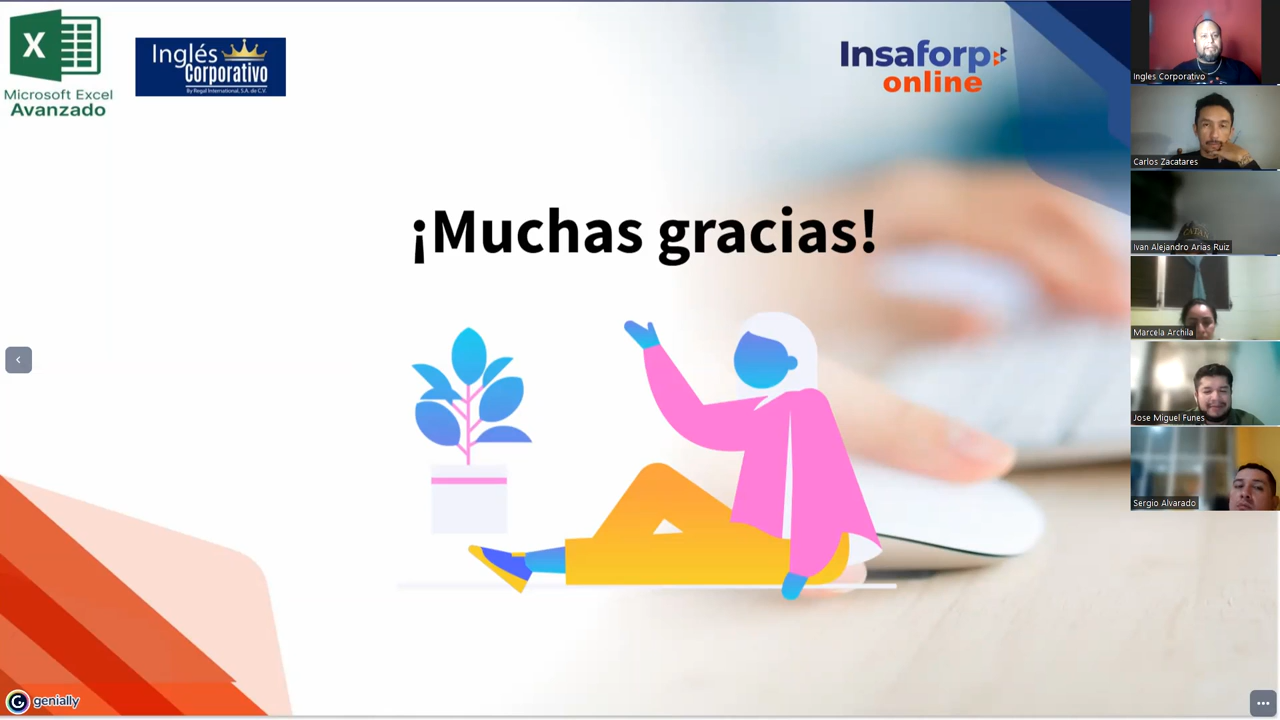 X
Microsoft Excel
Avanzado
Inglés
Corporativo
By Regal International, S.A. de C.V.
Insaforp
online
¡Muchas gracias!
Ingles Corporativo
Carlos Zacatares
Ivan Alejandro Arias Ruiz
Marcela Archila
Jose Miguel Funes
Sergio Alvarado
genially